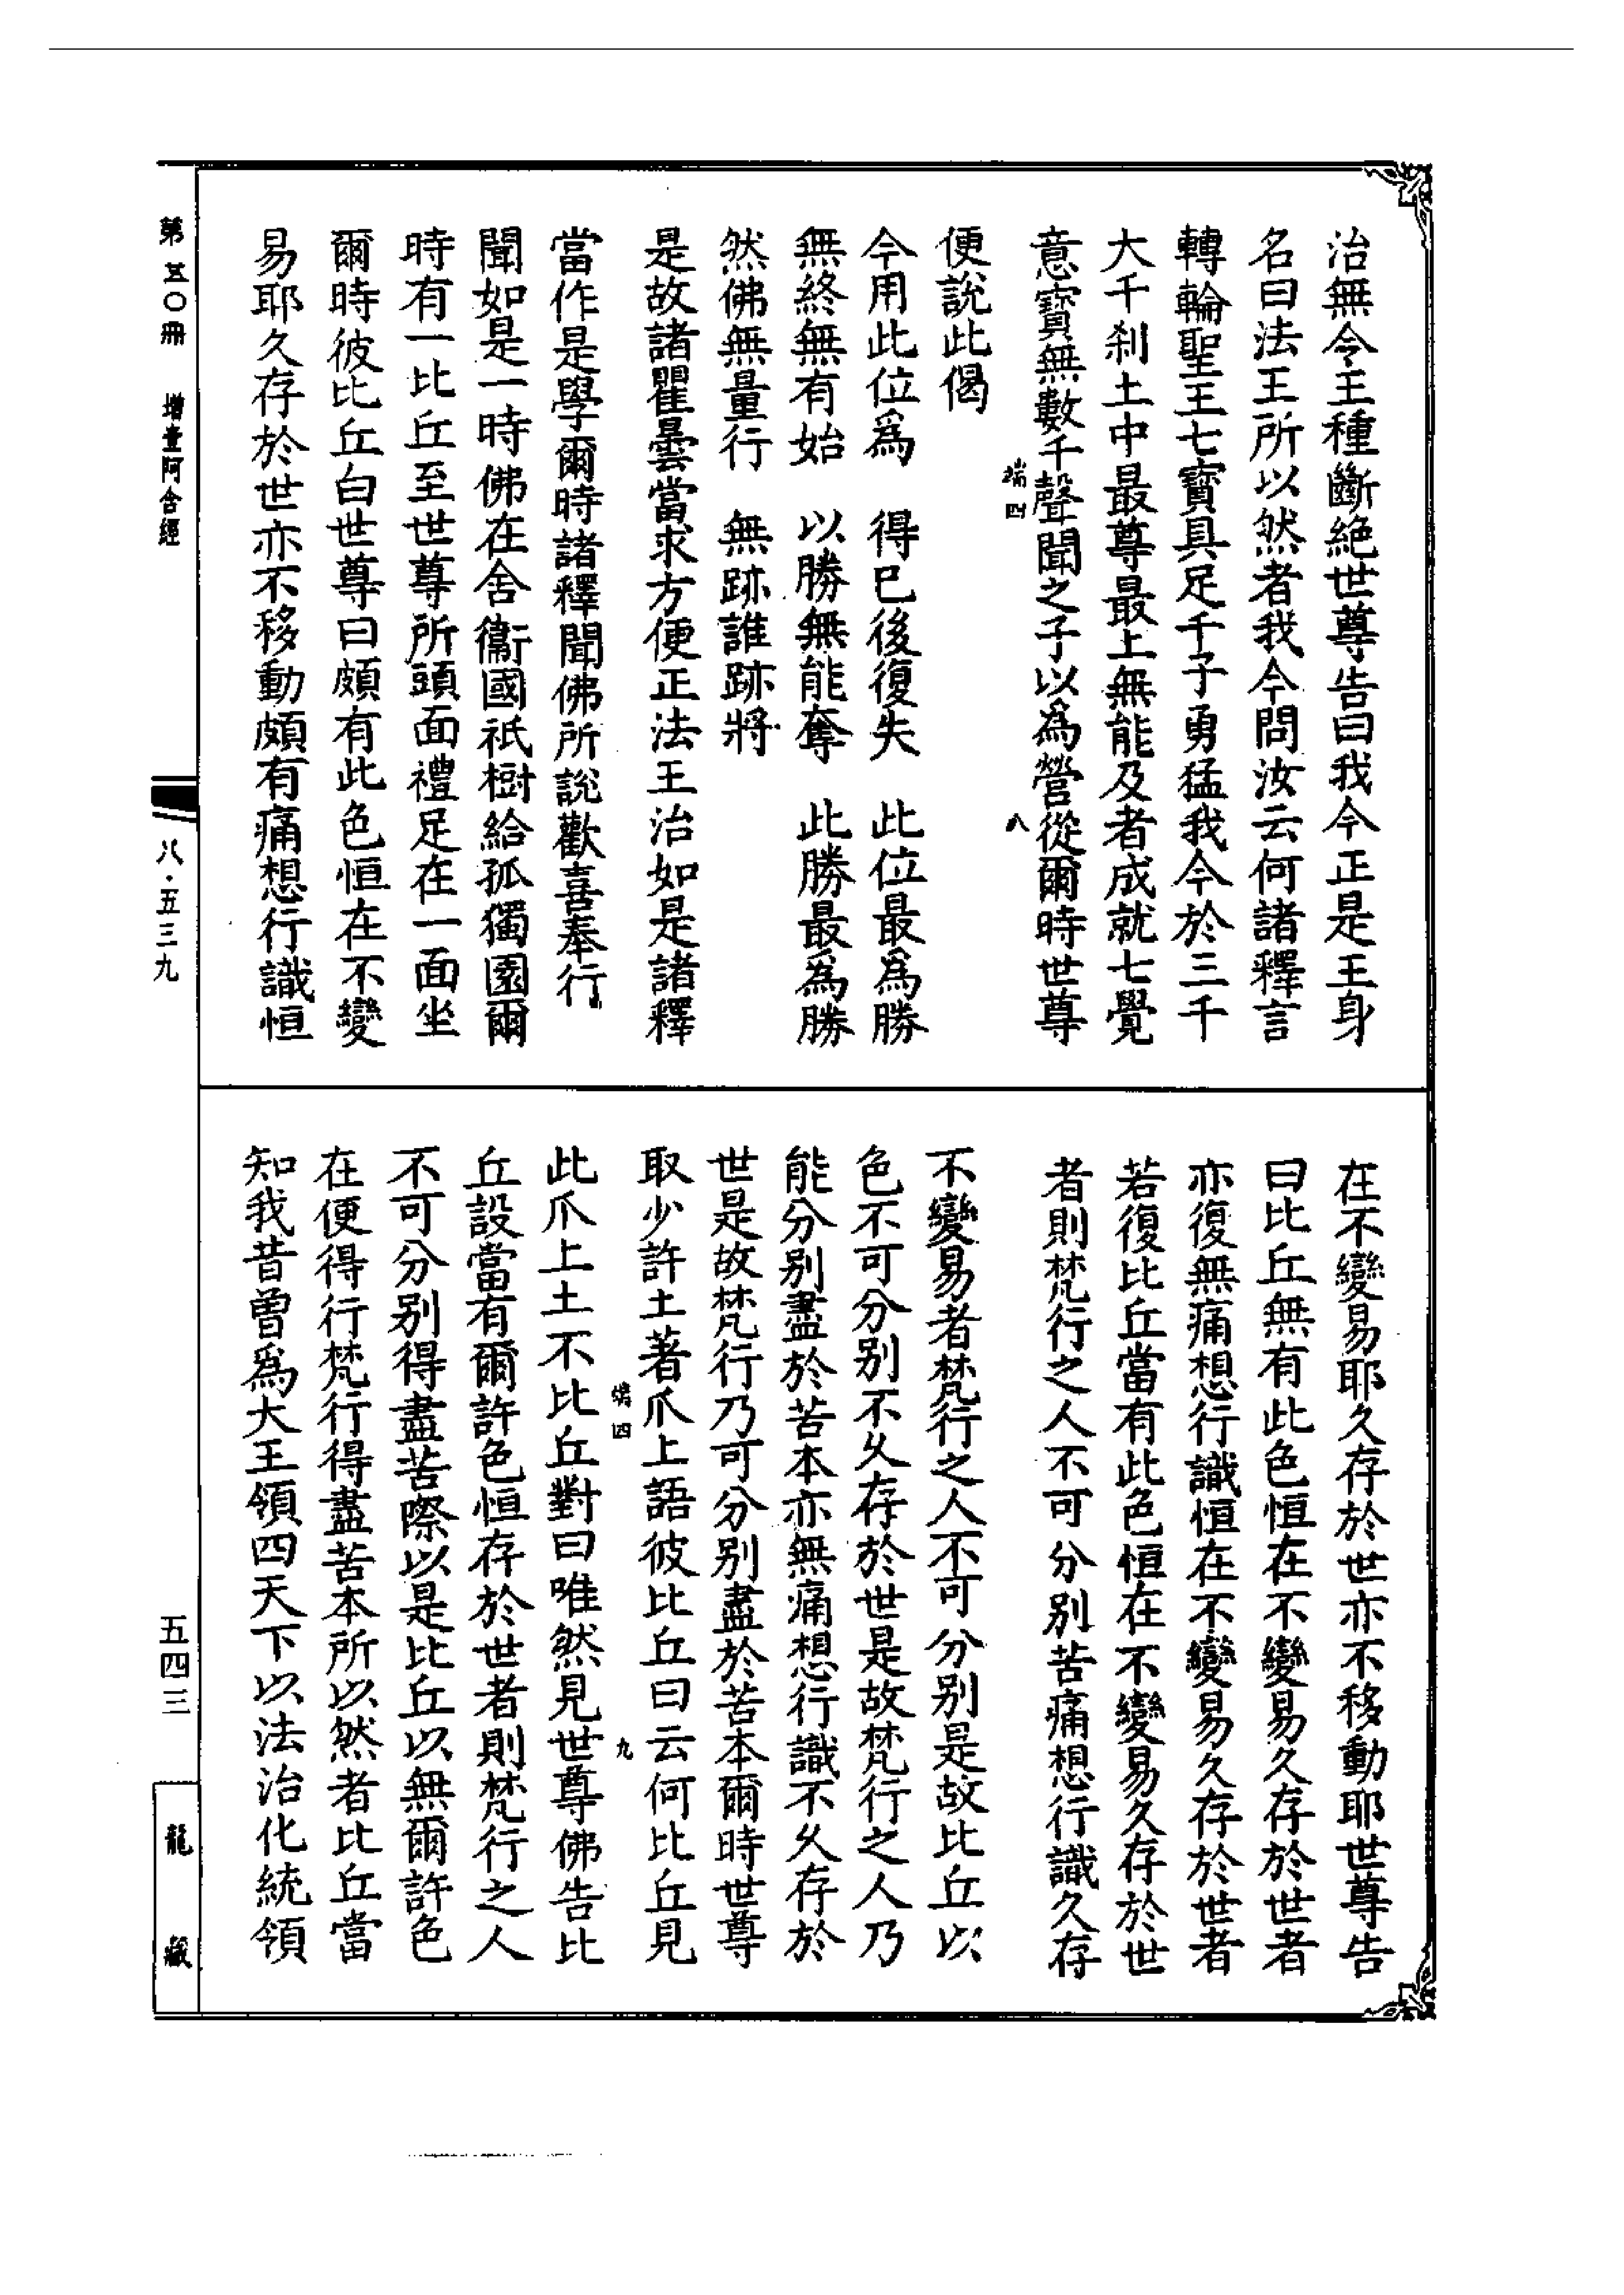 治無令王種斷絕世尊告曰我今正是王身
名曰法王所以然者我今問汝云何諸釋言
轉輪聖王七寶具足千子勇猛我今於三千
大千刹土中最尊最上無能及者成就七覺
意寶無數千聲聞之子以爲營從爾時世尊
端四 八
便說此偈
今用此位爲 得已後復失 此位最爲勝
無終無有始 以勝無能奪 此勝最爲勝
然佛無量行 無跡誰跡將
是故諸瞿曇當求方便正法王治如是諸釋
當作是學爾時諸釋聞佛所說歡喜奉行
聞如是一時佛在舍衞國祇樹給孤獨園爾
時有一比丘至世尊所頭面禮足在一面坐
爾時彼比丘白世尊曰頗有此色恒在不變
易耶久存於世亦不移動頗有痛想行識恒
在不變易耶久存於世亦不移動耶世尊告
曰比丘無有此色恒在不變易久存於世者
亦復無痛想行識恒在不變易久存於世者
若復比丘當有此色恒在不變易久存於世
者則梵行之人不可分别苦痛想行識久存
不變易者梵行之人不可分别是故比丘以
色不可分别不久存於世是故梵行之人乃
能分别盡於苦本亦無痛想行識不久存於
世是故梵行乃可分别盡於苦本爾時世尊
取少許土著爪上語彼比丘曰云何比丘見
端四 九
此爪上土不比丘對曰唯然見世尊佛告比
丘設當有爾許色恒存於世者則梵行之人
不可分别得盡苦際以是比丘以無爾許色
在便得行梵行得盡苦本所以然者比丘當
知我昔曾爲大王領四天下以法治化統領
第五〇冊 增壹阿含經
八·五三九
五四三
龍藏